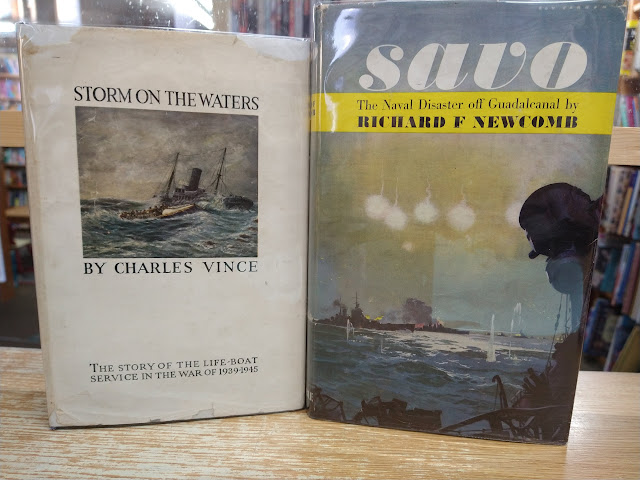 STORM ON THE WATERS
BY CHARLES VINCE
THE STORY OF THE LIFE-BOAT
SERVICE IN THE WAR OF 1939-1945
savo
The Naval Disaster off Guadalcanal by
RICHARD F NEWCOMB